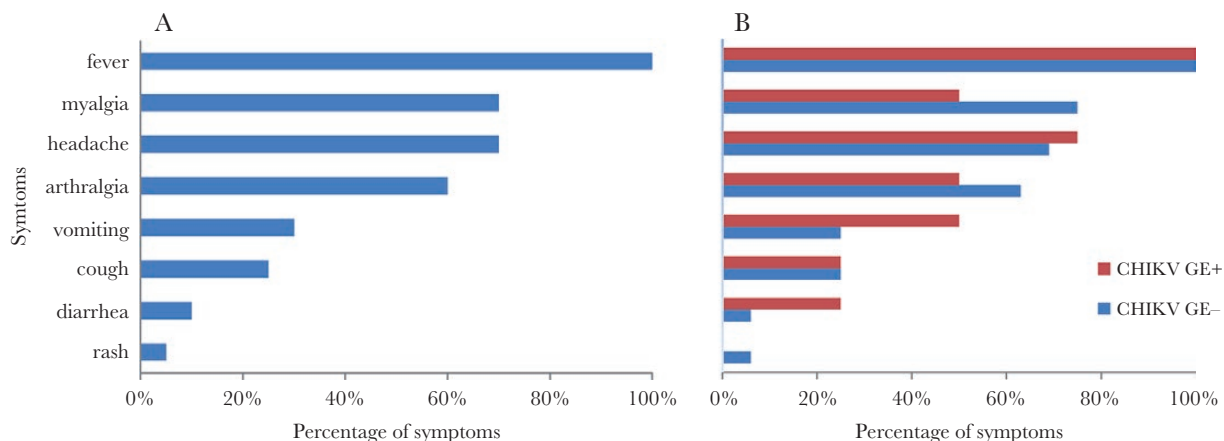 A
B
Symtoms
fever
myalgia
headache
arthralgia
vomiting
cough
diarrhea
rash
0% 20% 40% 60% 80% 100%
Percentage of symptoms
0% 20% 40% 60% 80% 100%
Percentage of symptoms
CHIKV GE+
CHIKV GE–